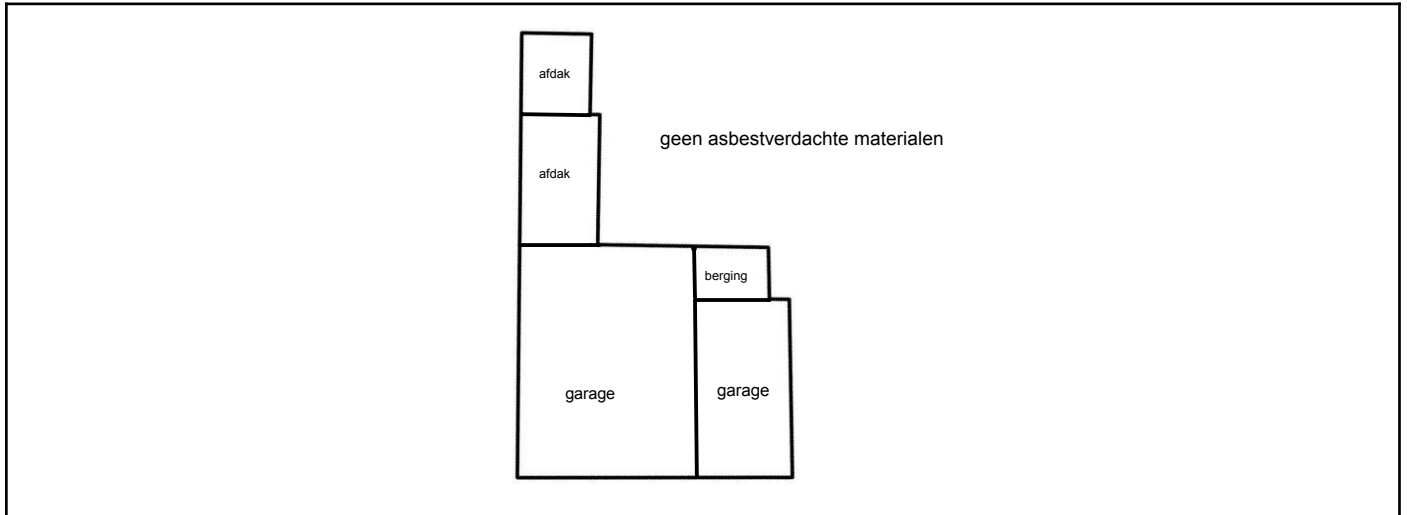 afdak
geen asbestverdachte materialen
afdak
berging
garage
garage